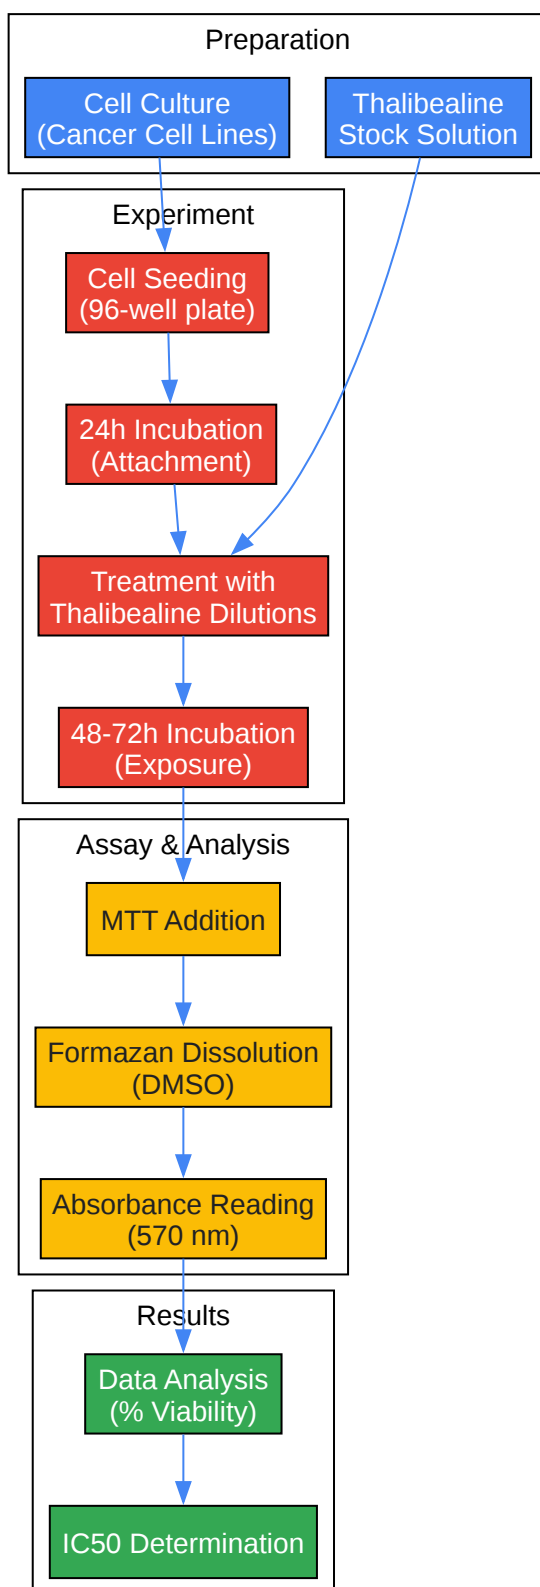 Preparation
Cell Culture
(Cancer Cell Lines)
Thalibealine
Stock Solution
Experiment
Cell Seeding
(96-well plate)
24h Incubation
(Attachment)
Treatment with
Thalibealine Dilutions
48-72h Incubation
(Exposure)
Assay & Analysis
MTT Addition
Formazan Dissolution
(DMSO)
Absorbance Reading
(570 nm)
Results
Data Analysis
(% Viability)
IC50 Determination